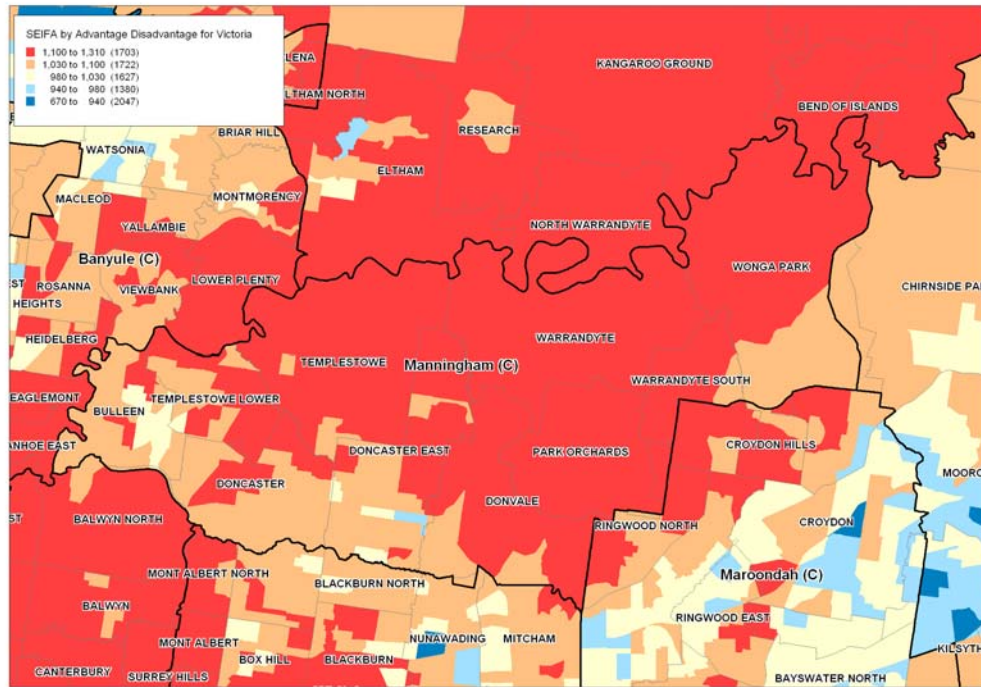 SEIFA by Advantage Disadvantage for Victoria
1,100 to 1,310 (1703)
1,030 to 1,100 (1722)
980 to 1,030 (1627)
940 to 980 (1380)
670 to 940 (2047)
KANGAROO GROUND
LTHAM NORTH
BEND OF ISLANDS
BRIAR HILL
RESEARCH
WATSONIA
ELTHAM
MACLEOD
MONTMORENCY
YALLAMBIE
NORTH WARRANDYTE
Banyule (C)
WONGA PARK
LOWER PLENTY
ROSANNA
VIEWBANK
CHIRNSIDE PA
HEIGHTS
HEIDELBERG
WARRANDYTE
TEMPLESTOWE
Manningham (C)
WARRANDYTE SOUTH
EAGLEMONT
TEMPLESTOWE LOWER
BULLEEN
ANHOE EAST
DONCASTER EAST
PARK ORCHARDS
CROYDON HILLS
MOORO
DONCASTER
DONVALE
BALWYN NORTH
RINGWOOD NORTH
CROYDON
MONT ALBERT NORTH
BLACKBURN NORTH
Maroondah (C)
BALWYN
RINGWOOD EAST
MONT ALBERT
NUNAWADING
MITCHAM
BOX HILL
BLACKBURN
KILSYTH
CANTERBURY
SURREY HILLS
BAYSWATER NORTH